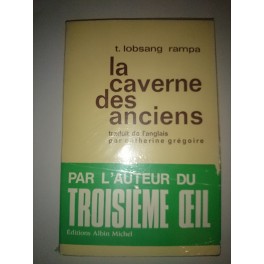 t. lobsang rampa
la
caverne
des
anciens
traduit de l'anglais
par catherine grégoire
PAR L'AUTEUR DU
TROISIÈME ŒIL
Editions Albin Michel